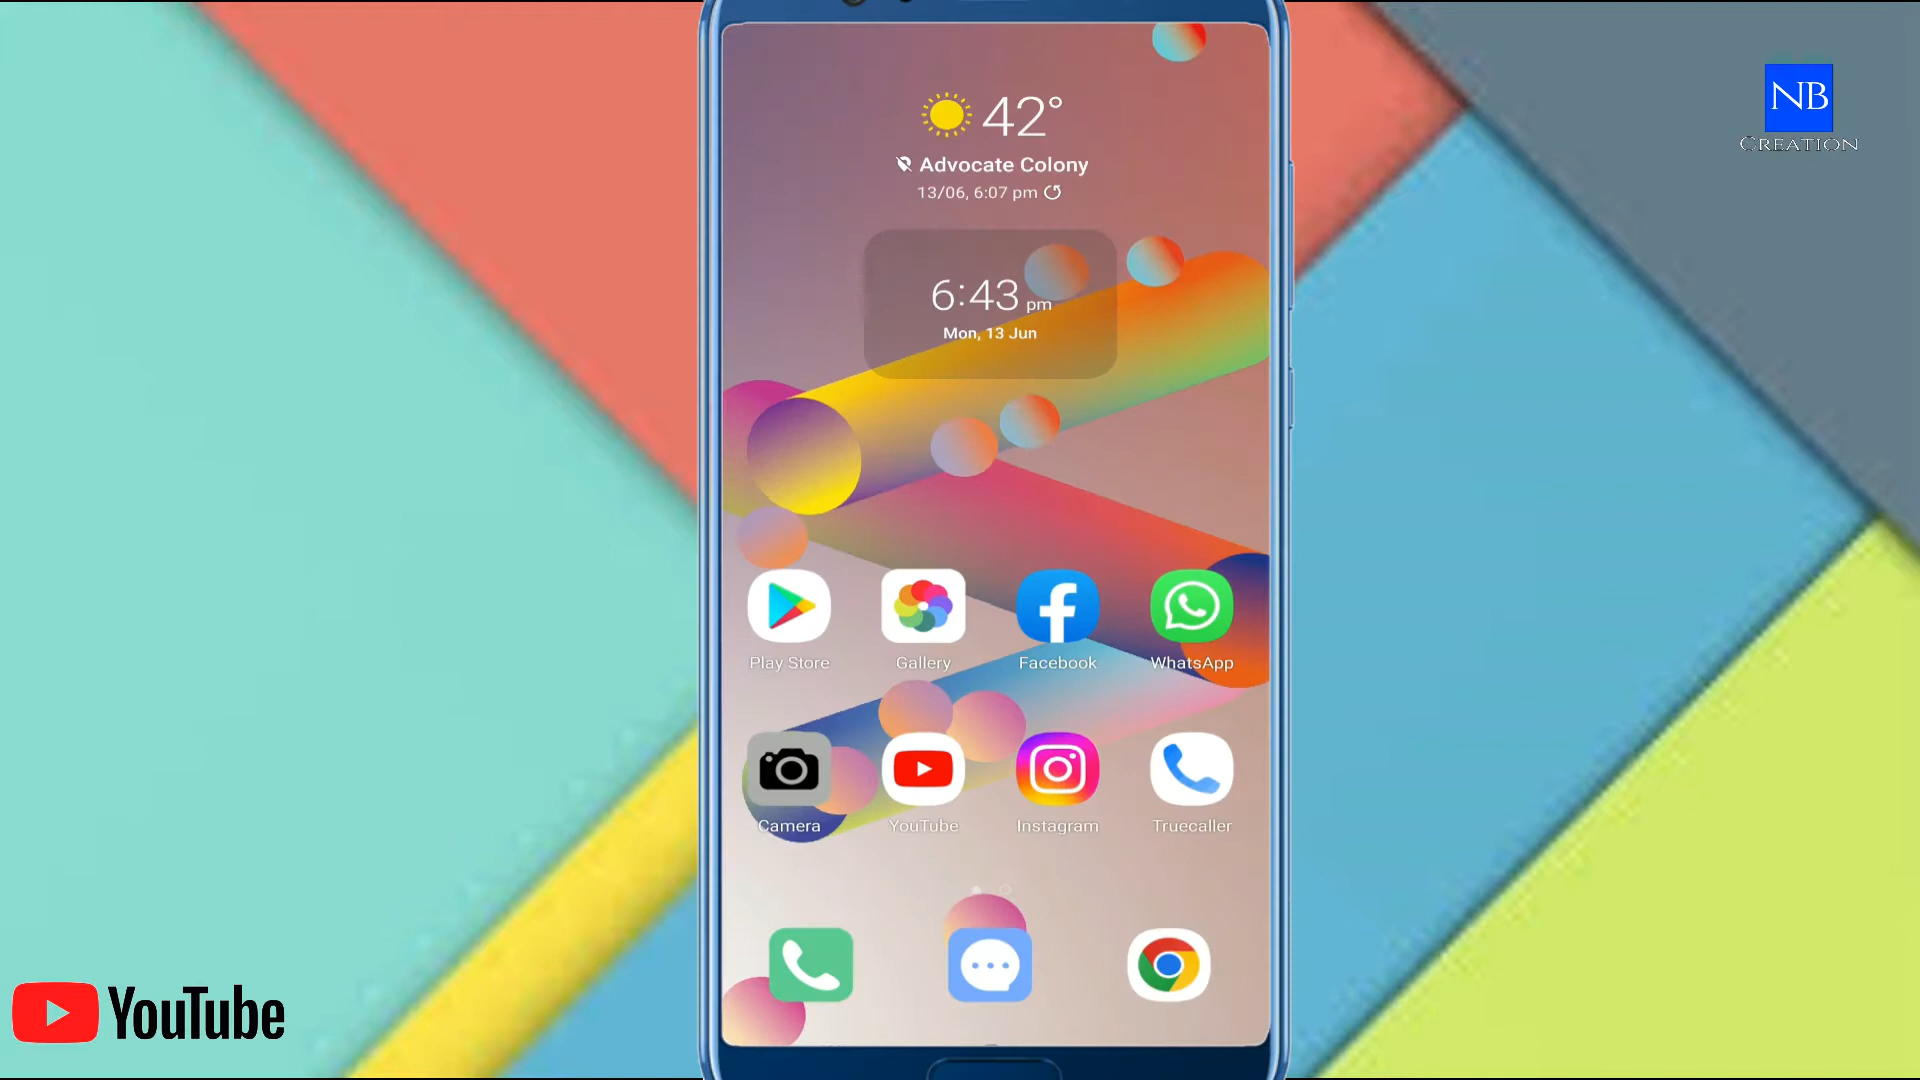 42°
Advocate Colony
13/06, 6:07 pm
6:43 pm
Mon, 13 Jun
Play Store
Gallery
Facebook
WhatsApp
Camera
YouTube
Instagram
Truecaller
NB
CREATION
YouTube